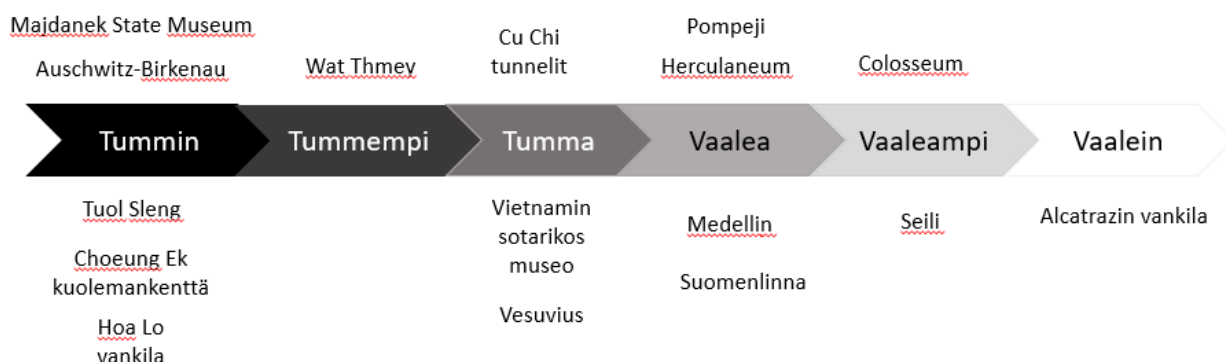 Majdanek State Museum
Auschwitz-Birkenau
Wat Thmey
Cu Chi
tunnelit
Pompeji
Herculaneum
Colosseum
Tummin
Tummempi
Tumma
Vaalea
Vaaleampi
Vaalein
Tuol Sleng
Choeung Ek
kuolemankenttä
Hoa Lo
vankila
Vietnamin
sotarikos
museo
Vesuvius
Medellin
Suomenlinna
Seili
Alcatrazin vankila